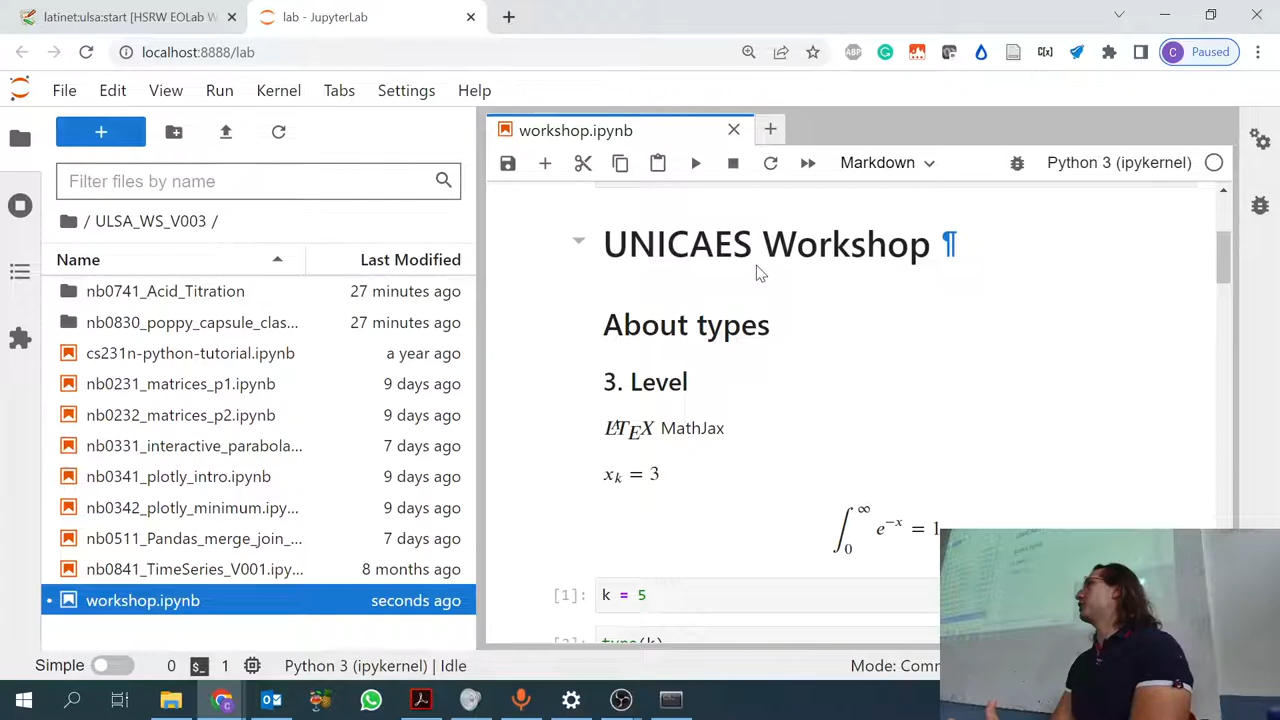 latinet:ulsa:start [HSRW EOLab W
lab - JupyterLab
localhost:8888/lab
ABP
C[x]
C
Paused
File Edit View Run Kernel Tabs Settings Help
Filter files by name
/ ULSA_WS_V003 /
Name Last Modified
nb0741_Acid_Titration 27 minutes ago
nb0830_poppy_capsule_clas... 27 minutes ago
cs231n-python-tutorial.ipynb a year ago
nb0231_matrices_p1.ipynb 9 days ago
nb0232_matrices_p2.ipynb 9 days ago
nb0331_interactive_parabola... 7 days ago
nb0341_plotly_intro.ipynb 9 days ago
nb0342_plotly_minimum.ipy... 9 days ago
nb0511_Pandas_merge_join_... 7 days ago
nb0841_TimeSeries_V001.ipy... 8 months ago
workshop.ipynb seconds ago
workshop.ipynb
Markdown
Python 3 (ipykernel)
UNICAES Workshop ¶
About types
3. Level
LATEX MathJax
x_k = 3
∫_0^∞ e^{-x} = 1
[1]: k = 5
type(k)
Simple 0 $_ 1 Python 3 (ipykernel) | Idle
Mode: Comm